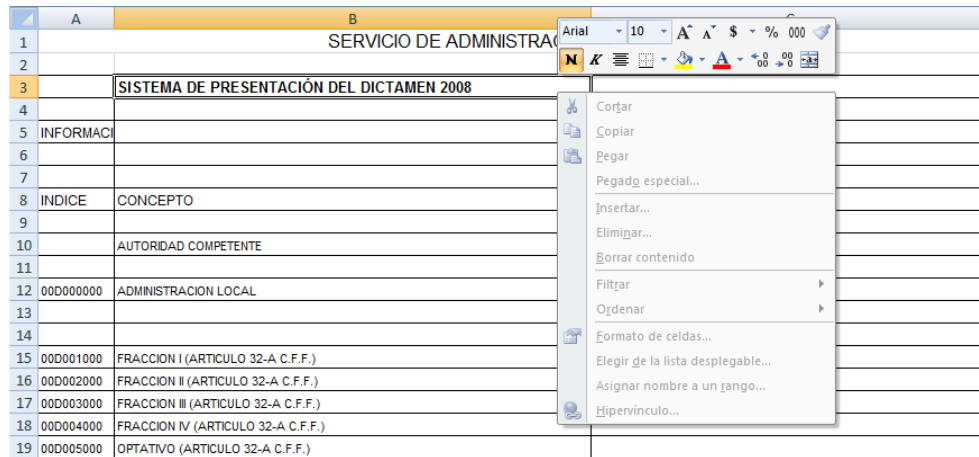 A B
Arial 10 A A $ % 000
1 SERVICIO DE ADMINISTRA
N K A
2
3 SISTEMA DE PRESENTACIÓN DEL DICTAMEN 2008
4 Cortar
5 INFORMACI Copiar
6 Pegar
7 Pegado especial...
8 INDICE CONCEPTO Insertar...
9 Eliminar...
10 AUTORIDAD COMPETENTE Borrar contenido
11
12 00D000000 ADMINISTRACION LOCAL Filtrar
13 Ordenar
14 Formato de celdas...
15 00D001000 FRACCION I (ARTICULO 32-A C.F.F.) Elegir de la lista desplegable...
16 00D002000 FRACCION II (ARTICULO 32-A C.F.F.) Asignar nombre a un rango...
17 00D003000 FRACCION III (ARTICULO 32-A C.F.F.) Hipervínculo...
18 00D004000 FRACCION IV (ARTICULO 32-A C.F.F.)
19 00D005000 OPTATIVO (ARTICULO 32-A C.F.F.)